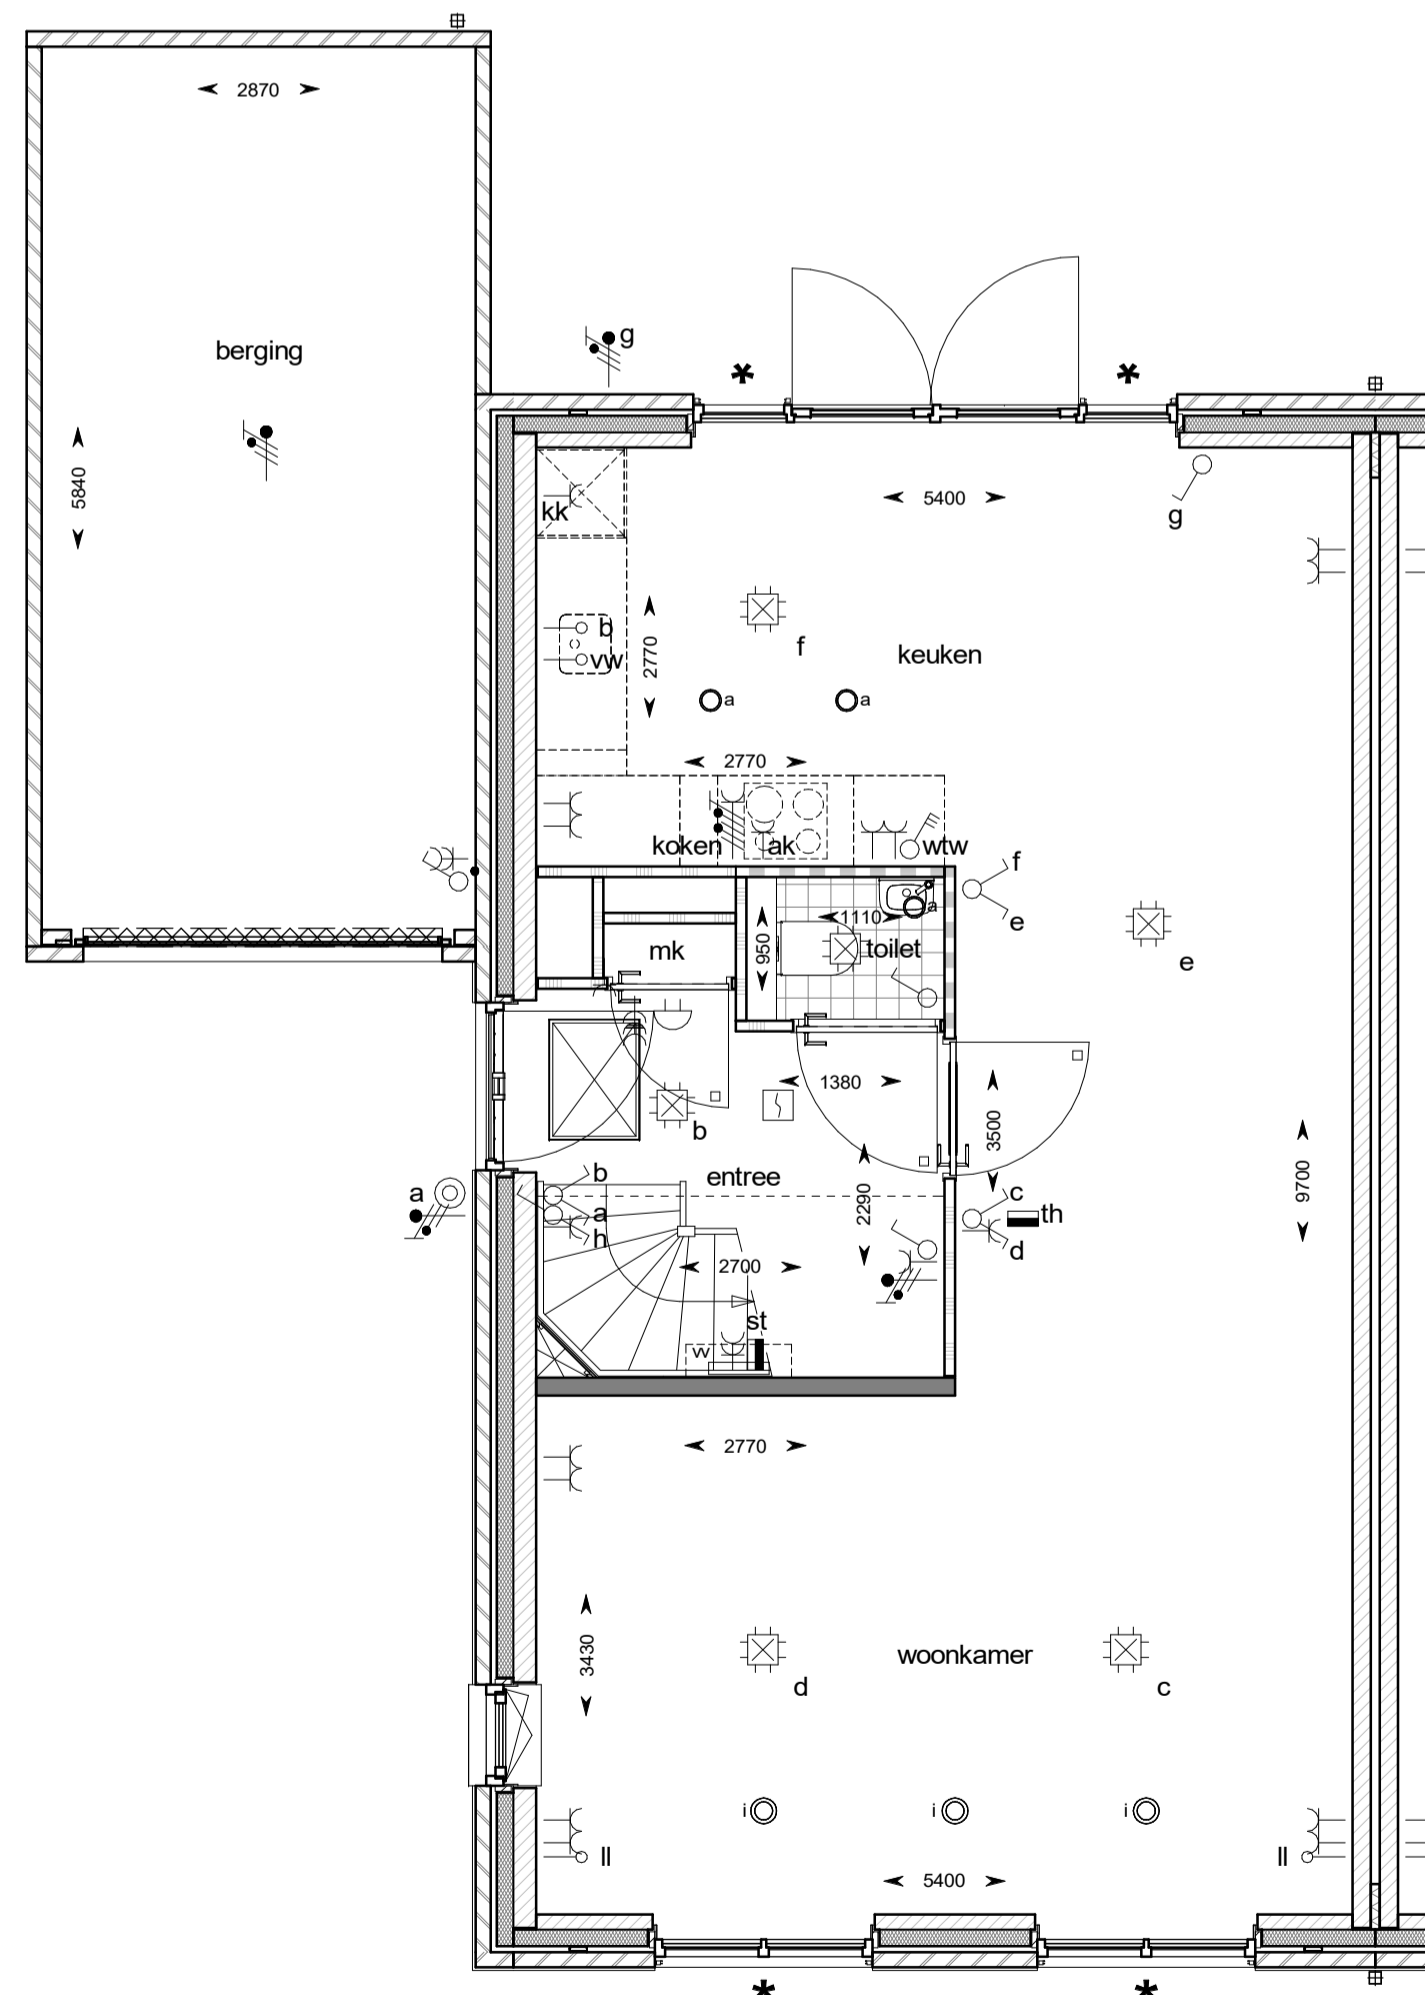 2870
berging
g
*
*
5840
5400
kk
g
f
b
vw
2770
keuken
a
a
2770
koken
ak
wtw
f
e
a
1110
950
mk
toilet
e
1380
b
3500
b
a
h
a
entree
2290
9700
c
th
d
2700
st
w
2770
3430
woonkamer
d
c
i
i
i
ll
ll
5400
*
*